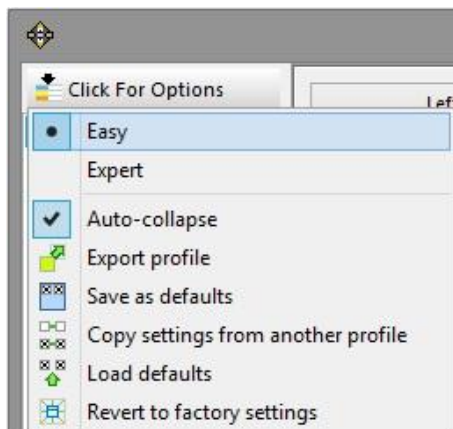 Click For Options
Easy
Expert
Auto-collapse
Export profile
Save as defaults
Copy settings from another profile
Load defaults
Revert to factory settings